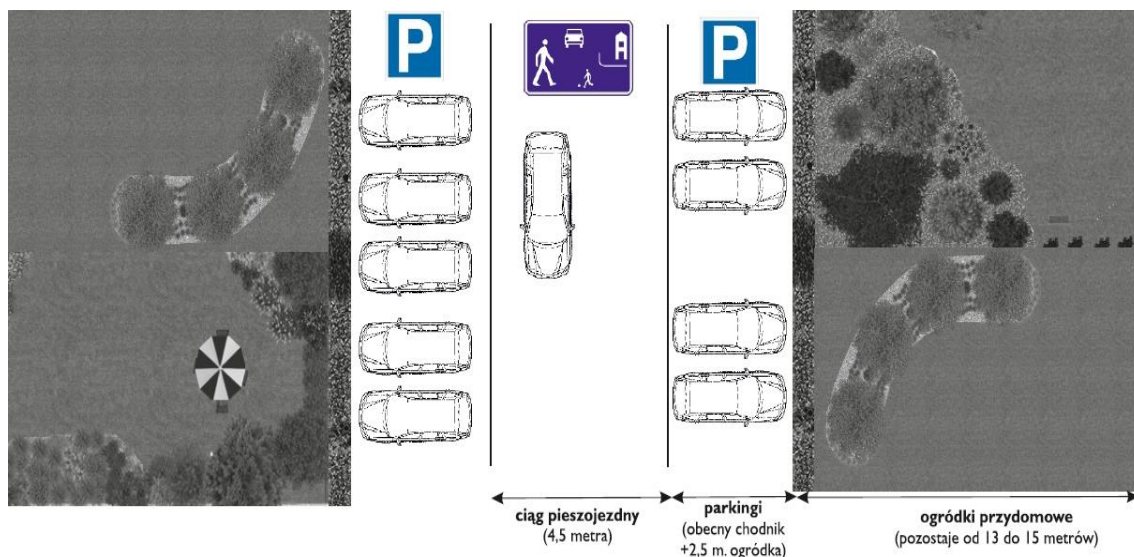 P
P
ciąg pieszojezdny
(4,5 metra)
parkingi
(obecny chodnik
+2,5 m. ogródka)
ogródki przydomowe
(pozostaje od 13 do 15 metrów)